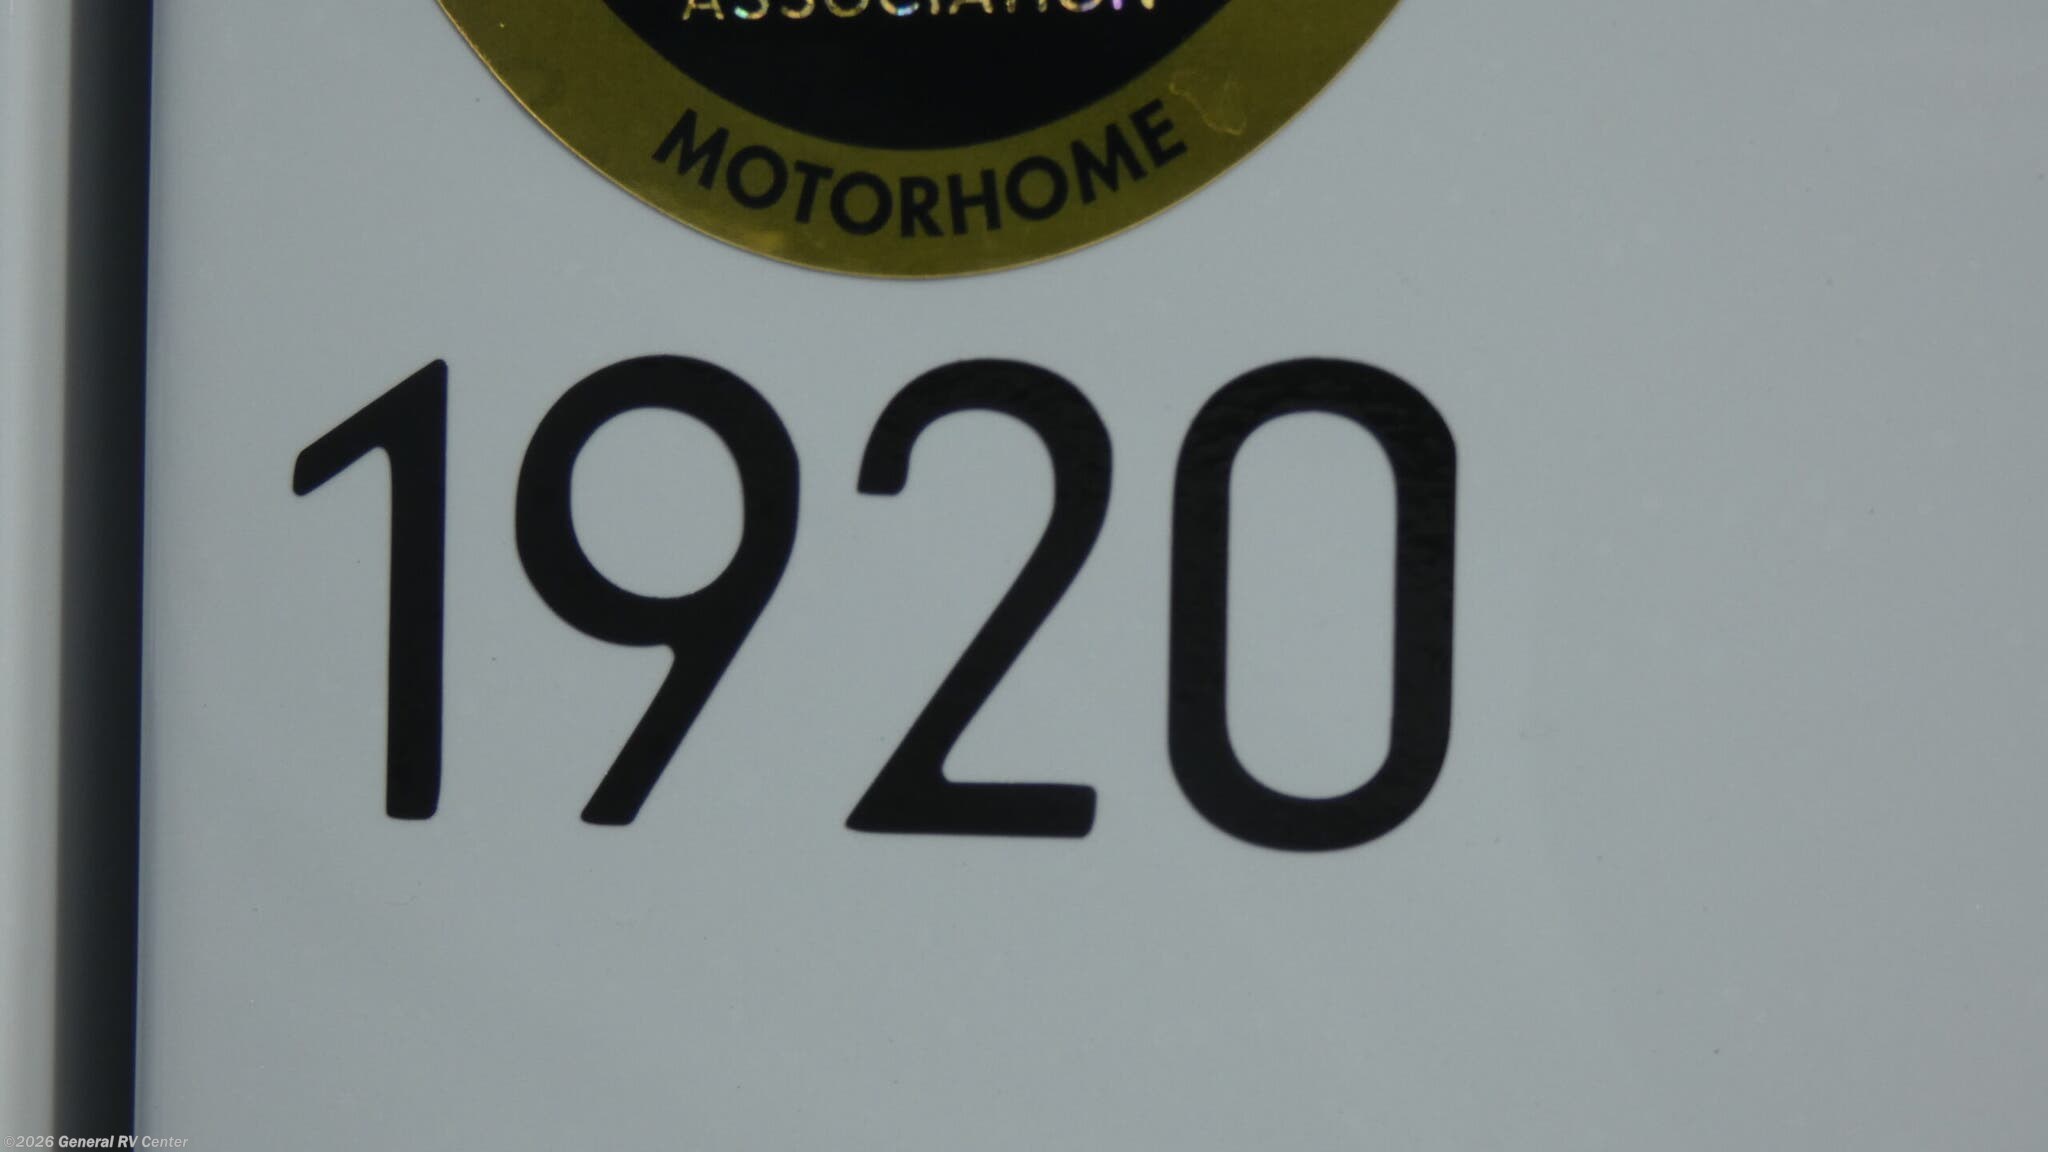 ASSOCIATION
MOTORHOME
1920
©2026 General RV Center